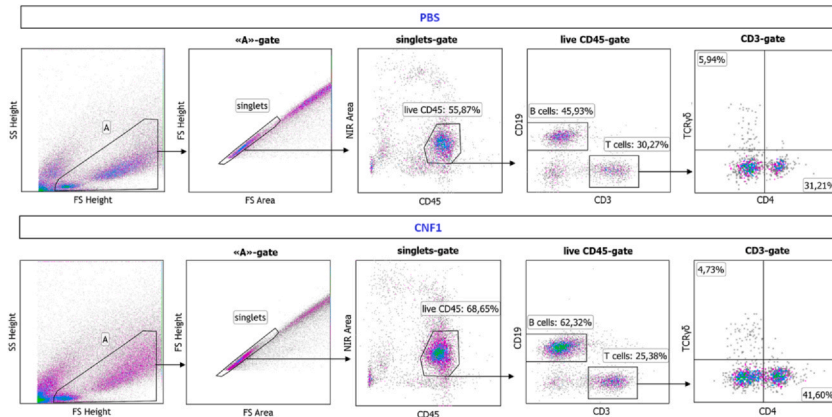 PBS
«A»-gate
singlets-gate
live CD45-gate
CD3-gate
SS Height
A
FS Height
FS Height
singlets
FS Area
NIR Area
live CD45: 55,87%
CD45
CD19
B cells: 45,93%
T cells: 30,27%
CD3
TCRγδ
5,94%
31,21%
CD4
CNF1
«A»-gate
singlets-gate
live CD45-gate
CD3-gate
SS Height
A
FS Height
FS Height
singlets
FS Area
NIR Area
live CD45: 68,65%
CD45
CD19
B cells: 62,32%
T cells: 25,38%
CD3
TCRγδ
4,73%
41,60%
CD4